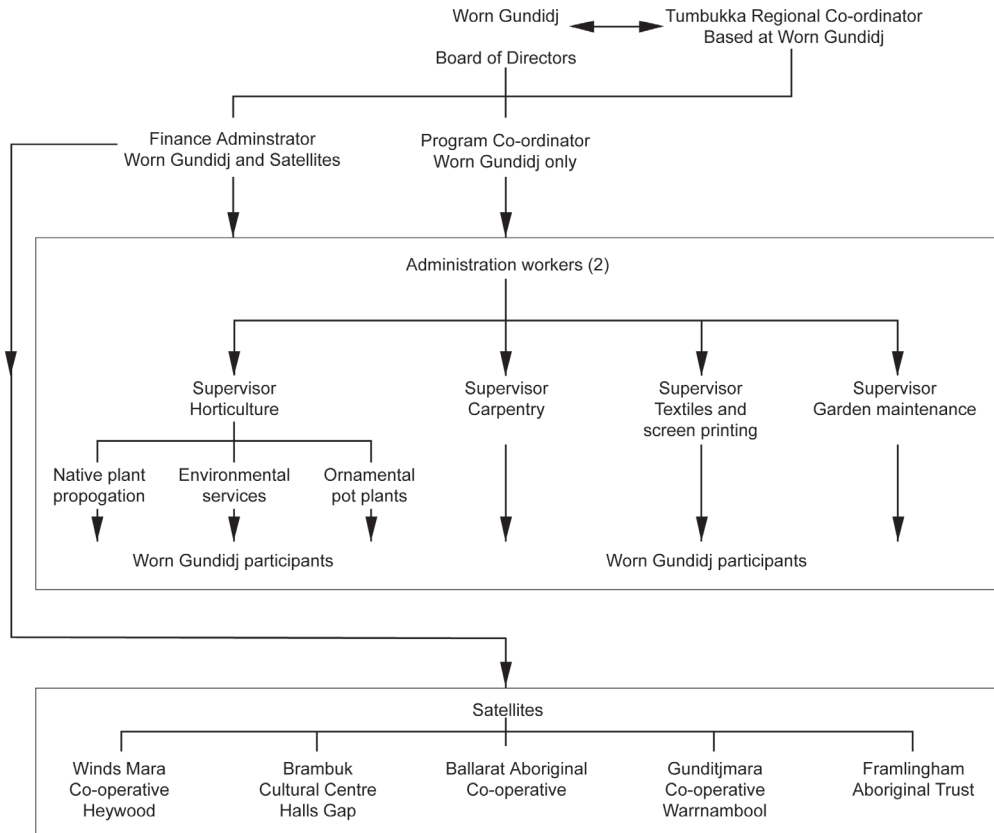 Worn Gundidj
Tumbukka Regional Co-ordinator
Based at Worn Gundidj
Board of Directors
Finance Adminstrator
Worn Gundidj and Satellites
Program Co-ordinator
Worn Gundidj only
Administration workers (2)
Supervisor
Horticulture
Supervisor
Carpentry
Supervisor
Textiles and
screen printing
Supervisor
Garden maintenance
Native plant
propogation
Environmental
services
Ornamental
pot plants
Worn Gundidj participants
Worn Gundidj participants
Satellites
Winds Mara
Co-operative
Heywood
Brambuk
Cultural Centre
Halls Gap
Ballarat Aboriginal
Co-operative
Gunditjmara
Co-operative
Warrnambool
Framlingham
Aboriginal Trust